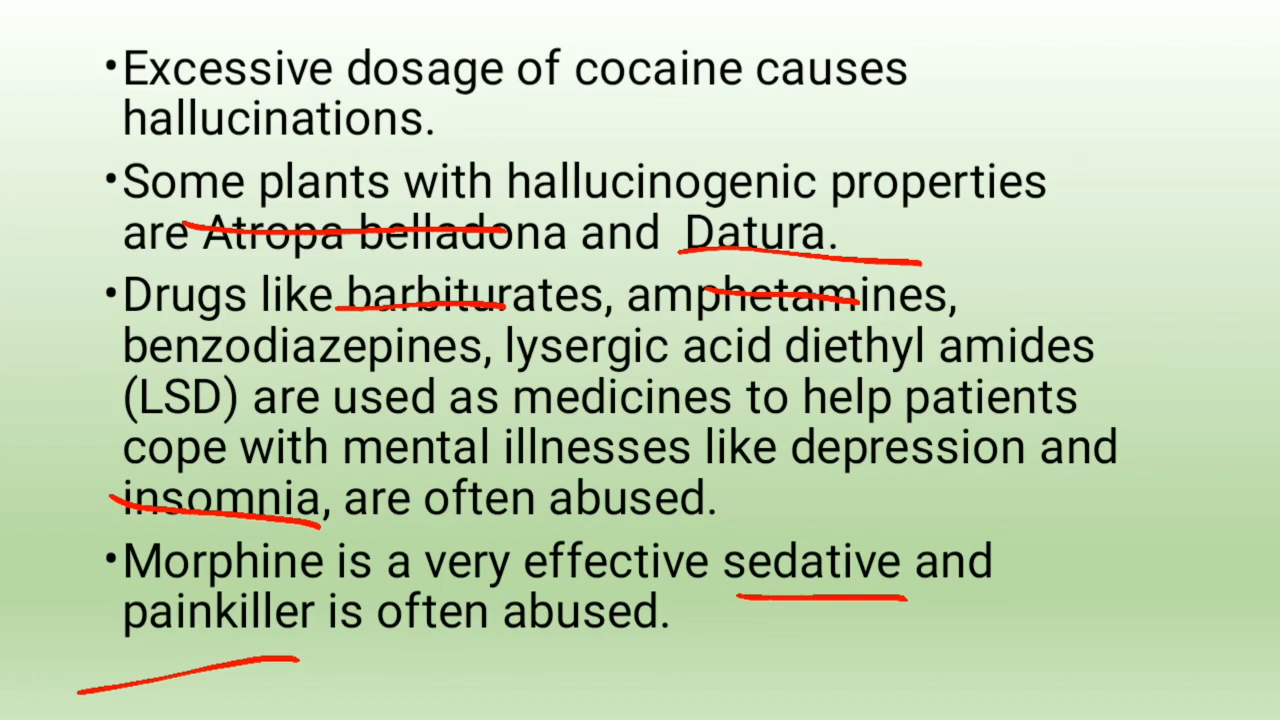 •Excessive dosage of cocaine causes
hallucinations.
•Some plants with hallucinogenic properties
are Atropa belladona and Datura.
•Drugs like barbiturates, amphetamines,
benzodiazepines, lysergic acid diethyl amides
(LSD) are used as medicines to help patients
cope with mental illnesses like depression and
insomnia, are often abused.
•Morphine is a very effective sedative and
painkiller is often abused.